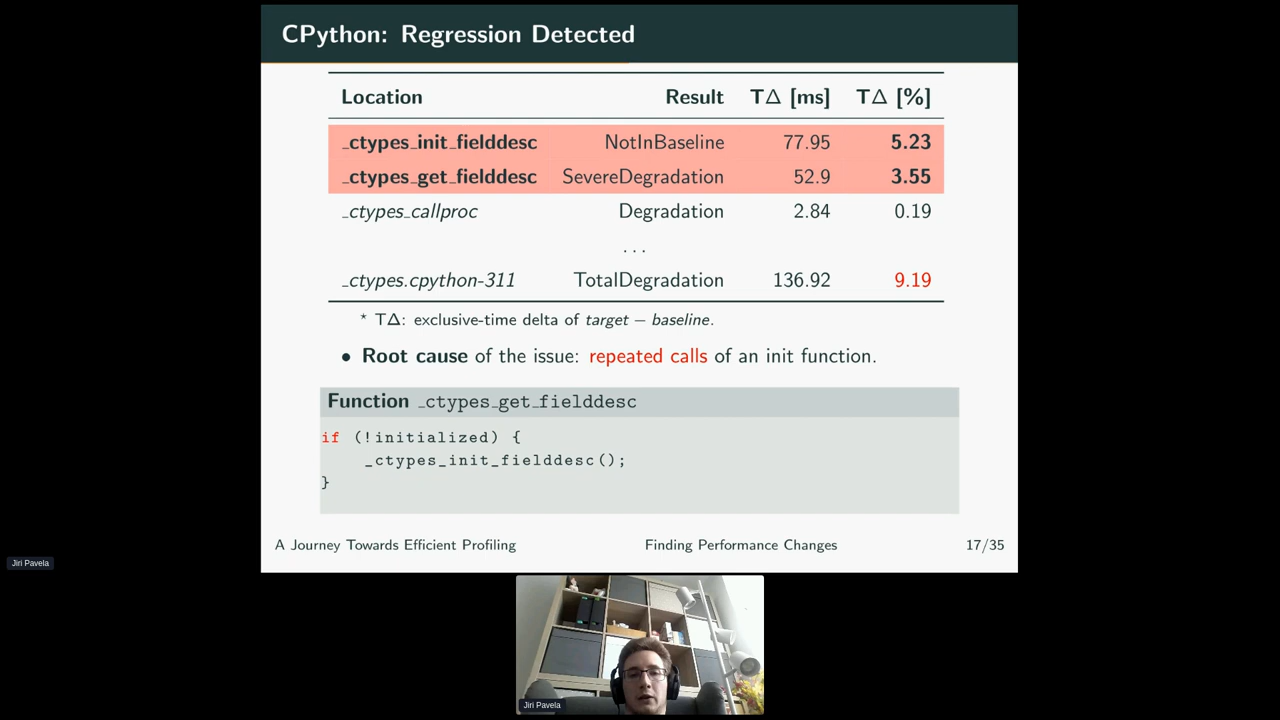 CPython: Regression Detected
Location Result T∆ [ms] T∆ [%]
_ctypes_init_fielddesc NotInBaseline 77.95 5.23
_ctypes_get_fielddesc SevereDegradation 52.9 3.55
_ctypes_callproc Degradation 2.84 0.19
...
_ctypes.cpython-311 TotalDegradation 136.92 9.19
* T∆: exclusive-time delta of target − baseline.
• Root cause of the issue: repeated calls of an init function.
Function _ctypes_get_fielddesc
if (!initialized) {
_ctypes_init_fielddesc();
}
A Journey Towards Efficient Profiling Finding Performance Changes 17/35
Jiri Pavela
Jiri Pavela